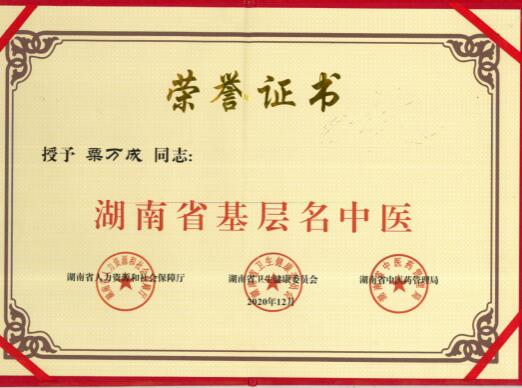 荣誉证书
授予 粟万成 同志:
湖南省基层名中医
湖南省人力资源和社会保障厅 湖南省卫生健康委员会 湖南省中医药管理局
2020年12月